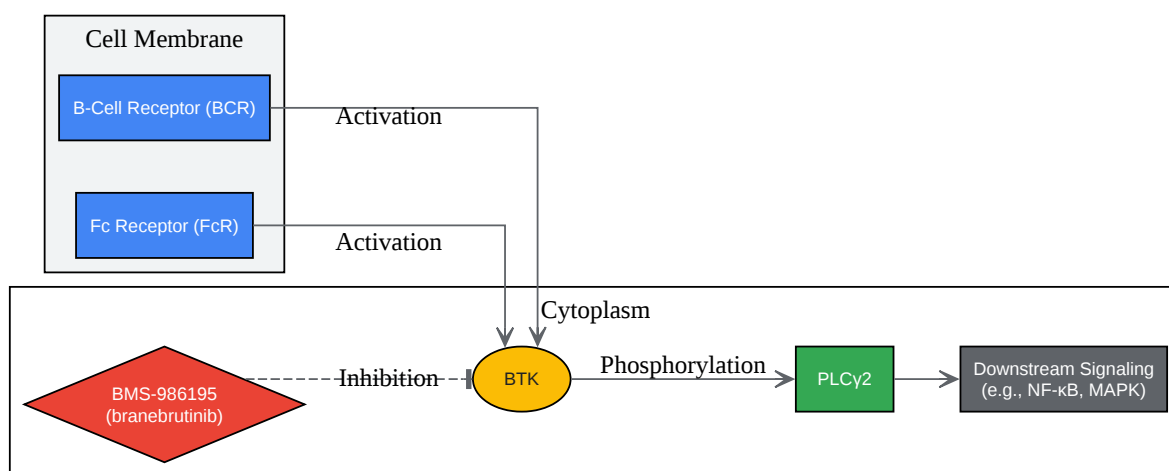 Cell Membrane
B-Cell Receptor (BCR)
Activation
Fc Receptor (FcR)
Activation
Cytoplasm
BMS-986195
(branebrutinib)
Inhibition
BTK
Phosphorylation
PLCγ2
Downstream Signaling
(e.g., NF-κB, MAPK)